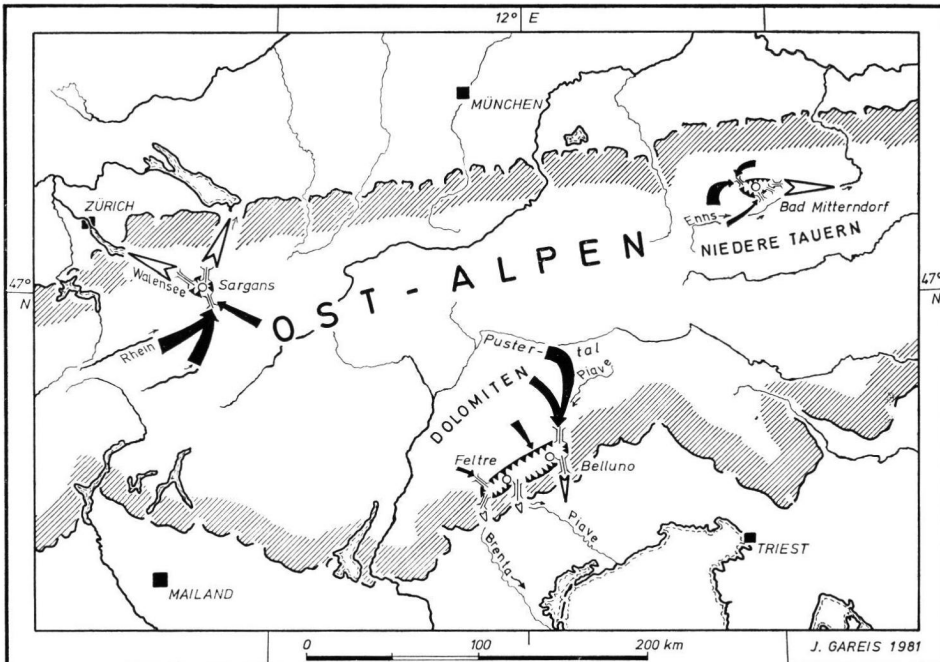 12° E
MÜNCHEN
ZÜRICH
Bad Mitterndorf
Enns
NIEDERE TAUERN
47°
N
Walensee
Sargans
OST-ALPEN
47°
N
Rhein
Puster-tal
Piave
DOLOMITEN
Feltre
Belluno
Piave
Brenta
TRIEST
MAILAND
0 100 200 km
J. GAREIS 1981